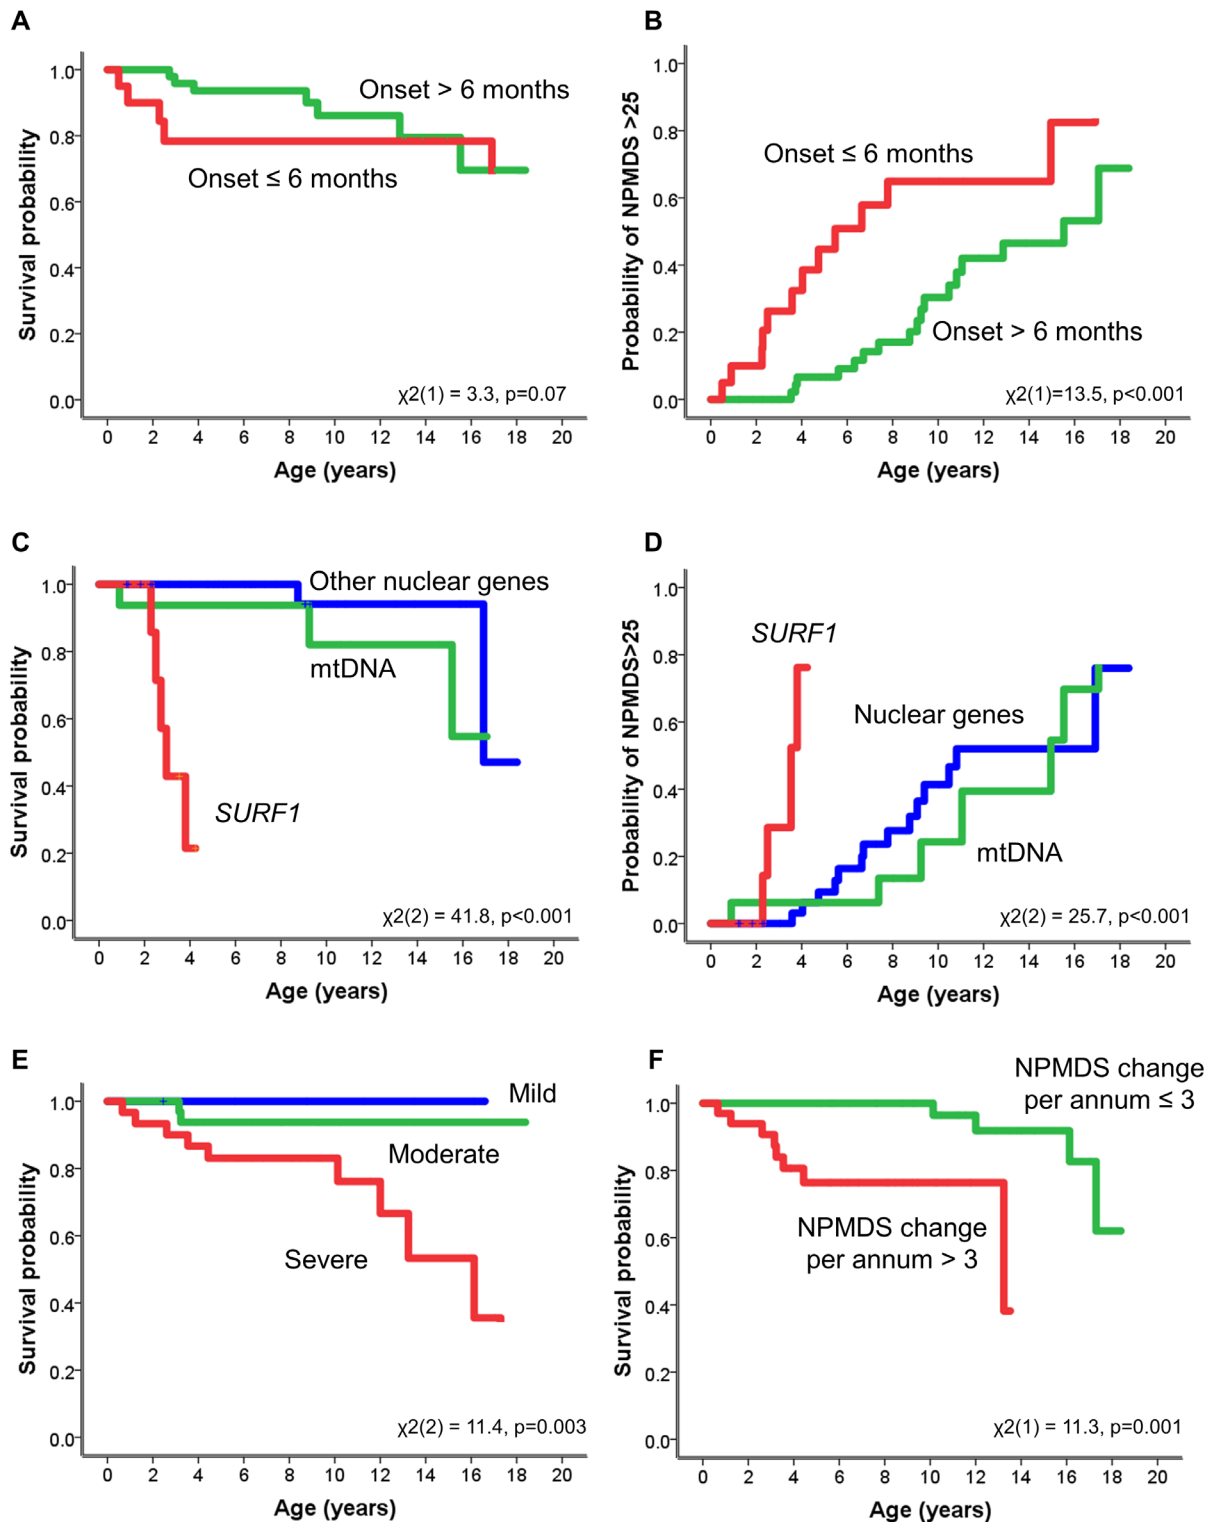 A
Survival probability
1.0
0.8
0.6
0.4
0.2
0.0
Onset > 6 months
Onset ≤ 6 months
χ2(1) = 3.3, p=0.07
0 2 4 6 8 10 12 14 16 18 20
Age (years)
B
Probability of NPMDS >25
1.0
0.8
0.6
0.4
0.2
0.0
Onset ≤ 6 months
Onset > 6 months
χ2(1)=13.5, p<0.001
0 2 4 6 8 10 12 14 16 18 20
Age (years)
C
Survival probability
1.0
0.8
0.6
0.4
0.2
0.0
Other nuclear genes
mtDNA
SURF1
χ2(2) = 41.8, p<0.001
0 2 4 6 8 10 12 14 16 18 20
Age (years)
D
Probability of NPMDS>25
1.0
0.8
0.6
0.4
0.2
0.0
SURF1
Nuclear genes
mtDNA
χ2(2) = 25.7, p<0.001
0 2 4 6 8 10 12 14 16 18 20
Age (years)
E
Survival probability
1.0
0.8
0.6
0.4
0.2
0.0
Mild
Moderate
Severe
χ2(2) = 11.4, p=0.003
0 2 4 6 8 10 12 14 16 18 20
Age (years)
F
Survival probability
1.0
0.8
0.6
0.4
0.2
0.0
NPMDS change
per annum ≤ 3
NPMDS change
per annum > 3
χ2(1) = 11.3, p=0.001
0 2 4 6 8 10 12 14 16 18 20
Age (years)